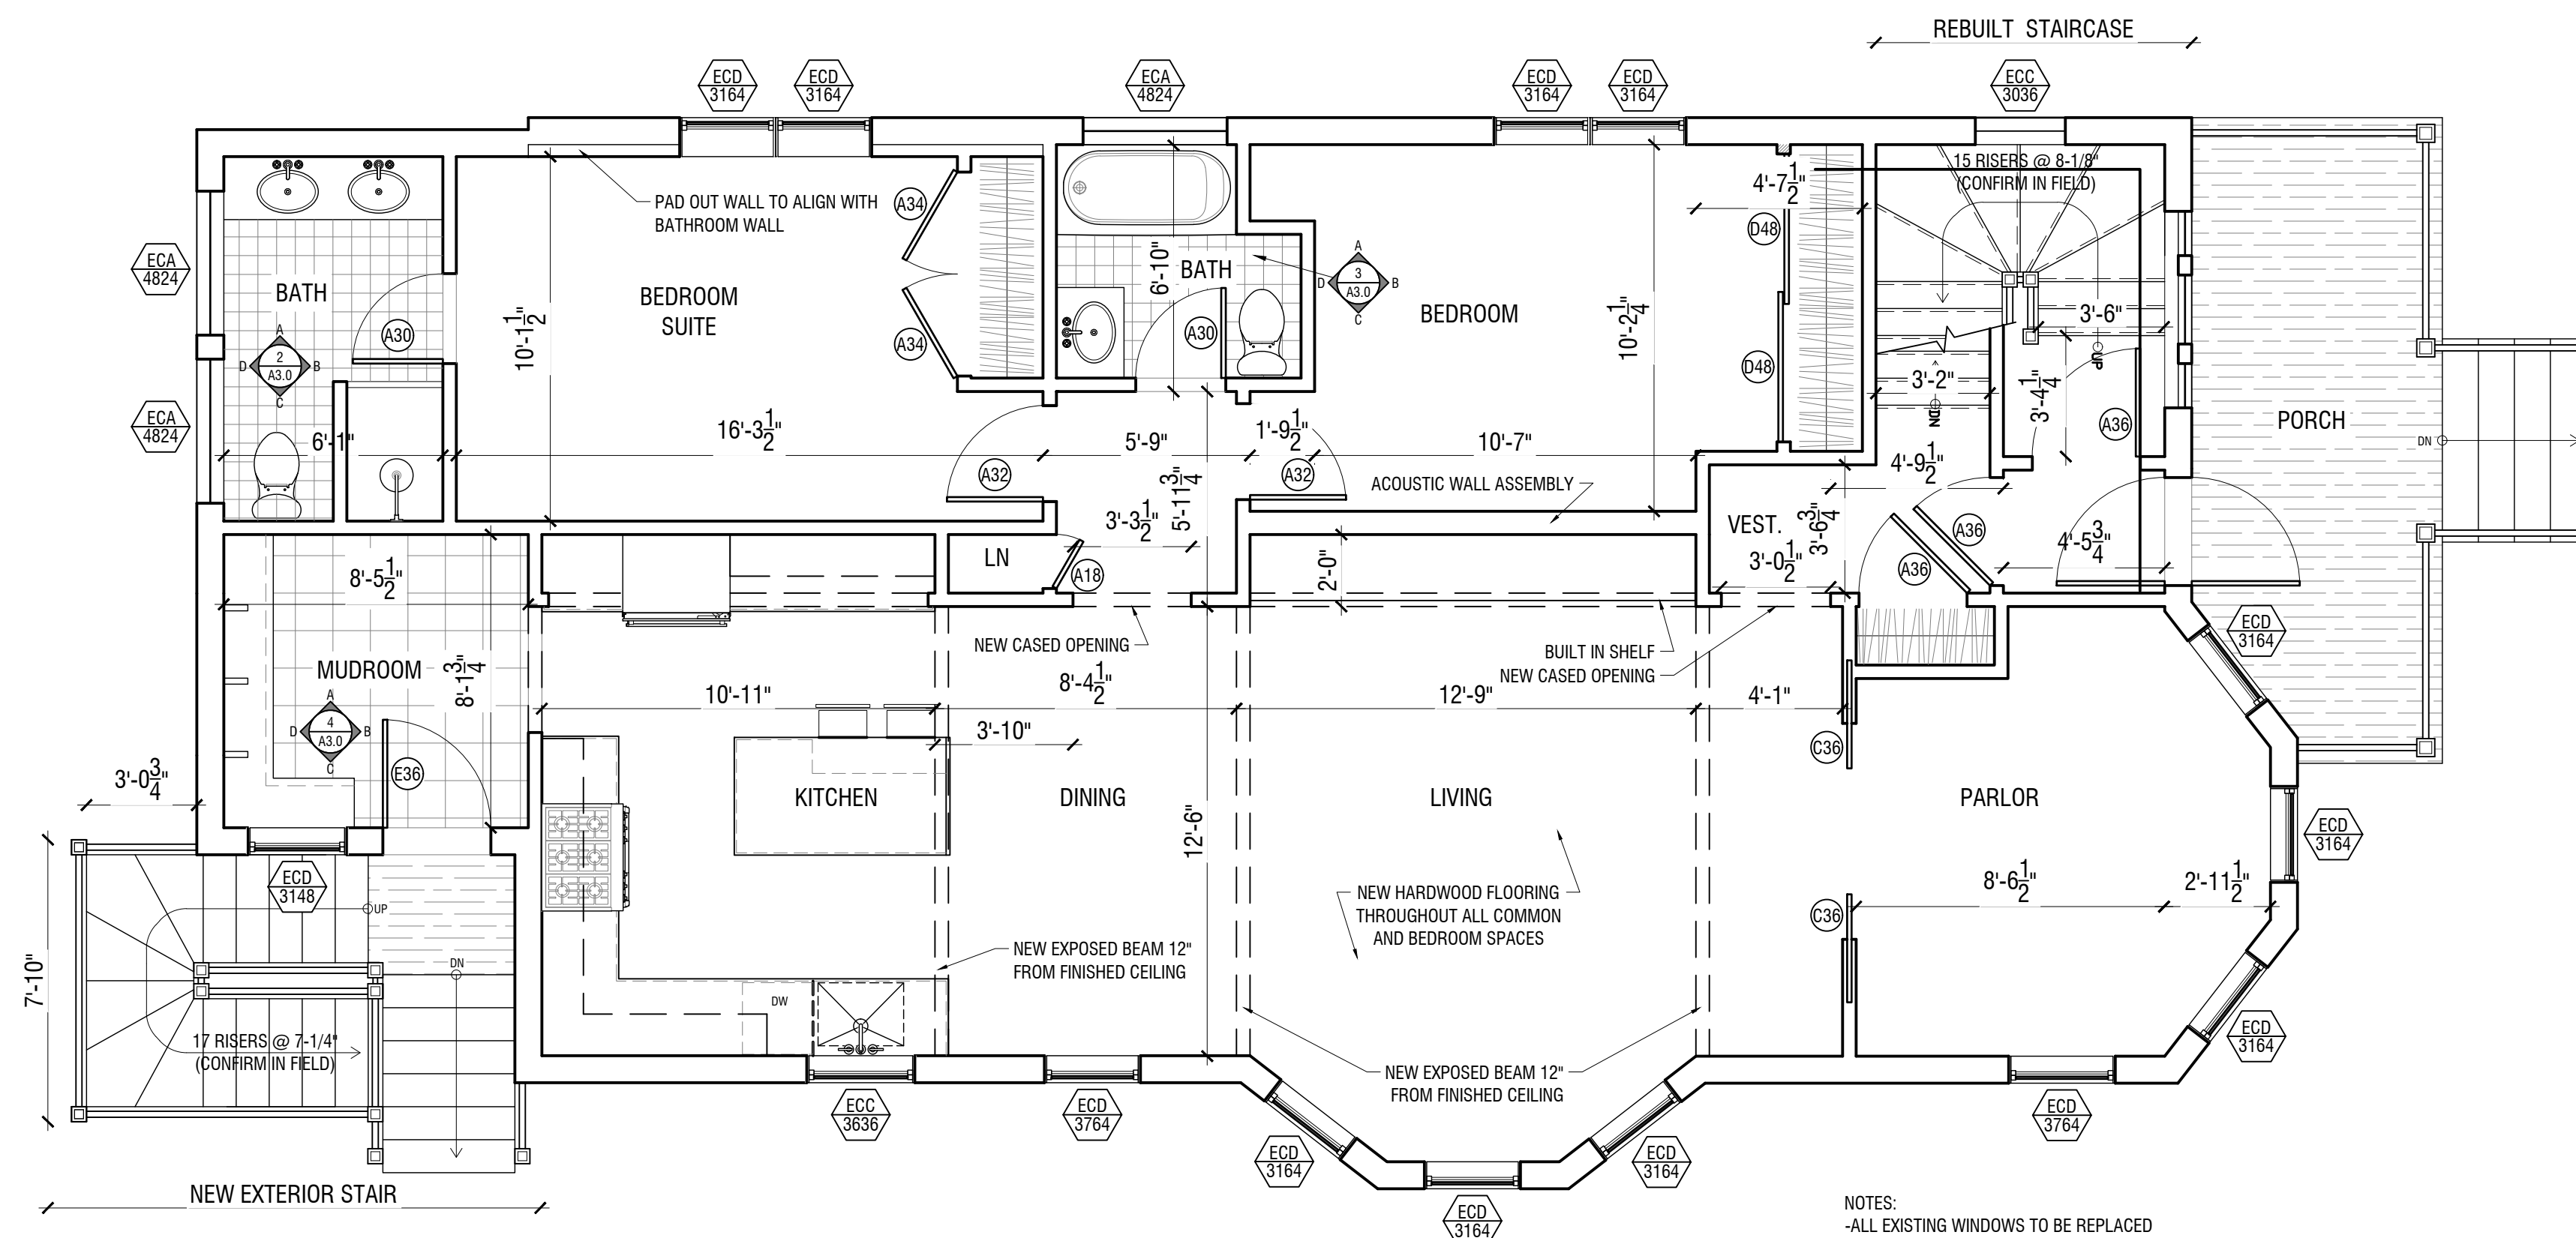 REBUILT STAIRCASE
ECD
3164
ECD
3164
ECA
4824
ECD
3164
ECD
3164
ECC
3036
15 RISERS @ 8-1/8"
(CONFIRM IN FIELD)
4'-7 1/2"
PAD OUT WALL TO ALIGN WITH
BATHROOM WALL
A34
D48
ECA
4824
BATH
A30
A
D
2
A3.0
B
C
10'-1 1/2"
BEDROOM
SUITE
A34
6'-10"
BATH
A30
A
D
3
A3.0
B
C
BEDROOM
10'-2 1/4"
D48
3'-2"
DN
3'-6"
UP
3'-4 1/4"
A36
PORCH
DN
ECA
4824
6'-1"
16'-3 1/2"
A32
5'-9"
1'-9 1/2"
A32
10'-7"
4'-9 1/2"
ACOUSTIC WALL ASSEMBLY
3'-3 1/2"
5'-11 3/4"
VEST.
3'-6 3/4"
3'-0 1/2"
A36
A36
4'-5 3/4"
8'-5 1/2"
LN
A18
2'-0"
ECD
3164
NEW CASED OPENING
BUILT IN SHELF
NEW CASED OPENING
MUDROOM
8'-1 3/4"
A
D
4
A3.0
B
C
E36
10'-11"
8'-4 1/2"
12'-9"
4'-1"
3'-10"
C36
3'-0 3/4"
KITCHEN
DINING
LIVING
PARLOR
12'-6"
ECD
3164
ECD
3148
UP
NEW HARDWOOD FLOORING
THROUGHOUT ALL COMMON
AND BEDROOM SPACES
C36
8'-6 1/2"
2'-11 1/2"
7'-10"
DN
NEW EXPOSED BEAM 12"
FROM FINISHED CEILING
DW
17 RISERS @ 7-1/4"
(CONFIRM IN FIELD)
NEW EXPOSED BEAM 12"
FROM FINISHED CEILING
ECD
3164
ECC
3636
ECD
3764
ECD
3764
ECD
3164
ECD
3164
ECD
3164
NEW EXTERIOR STAIR
NOTES:
-ALL EXISTING WINDOWS TO BE REPLACED